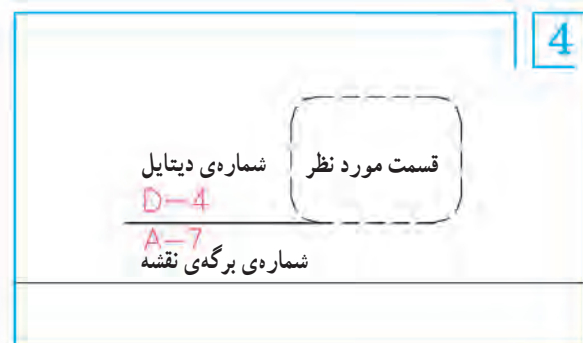 4
قسمت مورد نظر
شماره‌ی دیتایل
D-4
A-7
شماره‌ی برگه‌ی نقشه